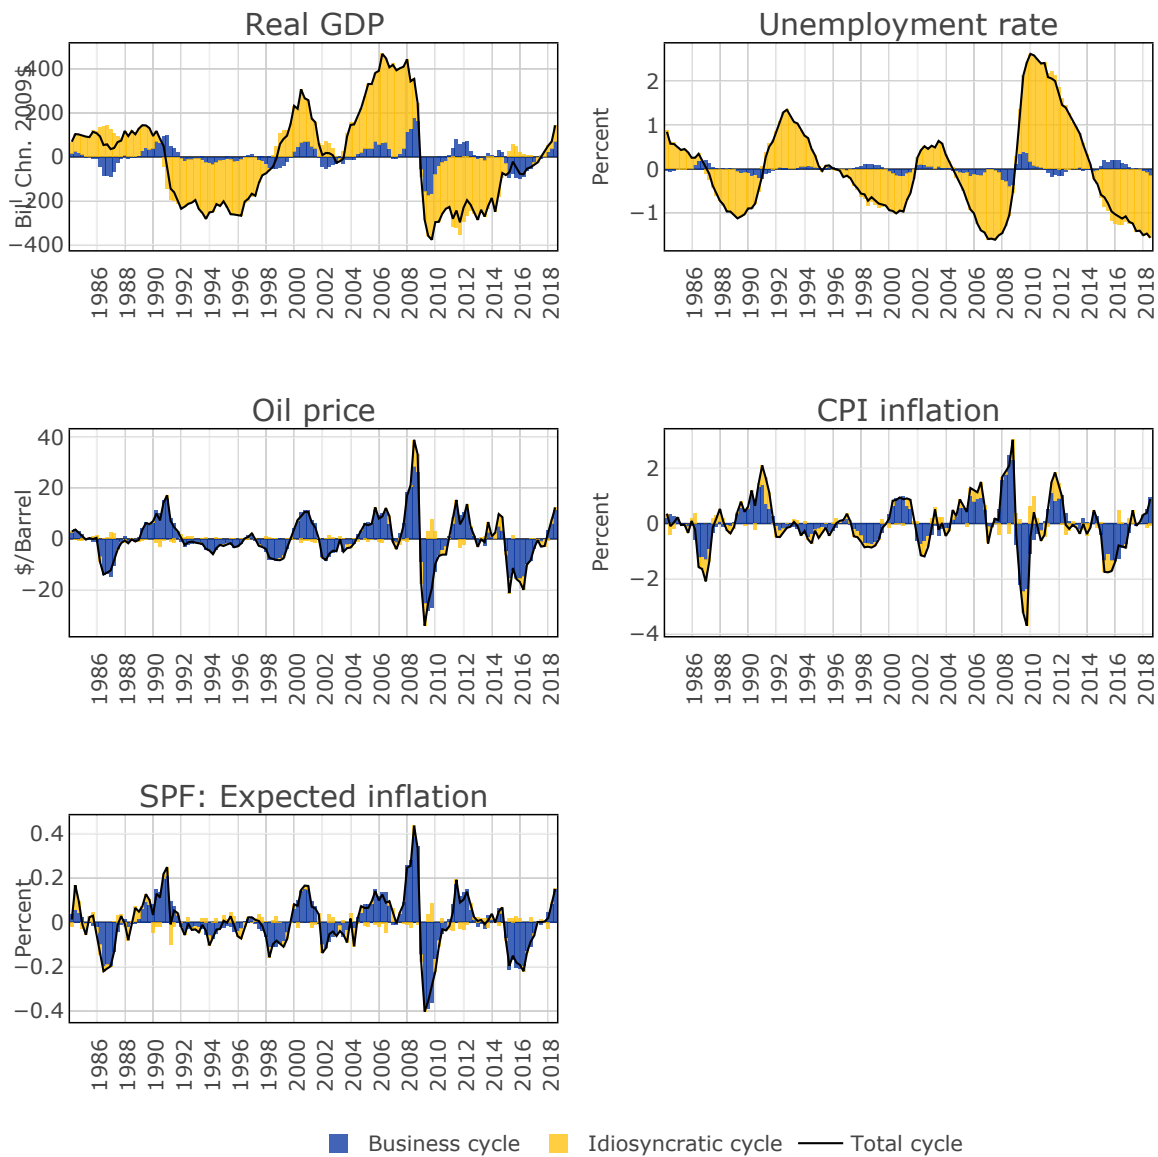 Real GDP
Unemployment rate
Bil. Chn. 2009$
400
200
0
−200
−400
Percent
2
1
0
−1
1986 1988 1990 1992 1994 1996 1998 2000 2002 2004 2006 2008 2010 2012 2014 2016 2018
1986 1988 1990 1992 1994 1996 1998 2000 2002 2004 2006 2008 2010 2012 2014 2016 2018
Oil price
CPI inflation
$/Barrel
40
20
0
−20
Percent
2
0
−2
−4
1986 1988 1990 1992 1994 1996 1998 2000 2002 2004 2006 2008 2010 2012 2014 2016 2018
1986 1988 1990 1992 1994 1996 1998 2000 2002 2004 2006 2008 2010 2012 2014 2016 2018
SPF: Expected inflation
Percent
0.4
0.2
0
−0.2
−0.4
1986 1988 1990 1992 1994 1996 1998 2000 2002 2004 2006 2008 2010 2012 2014 2016 2018
Business cycle Idiosyncratic cycle Total cycle